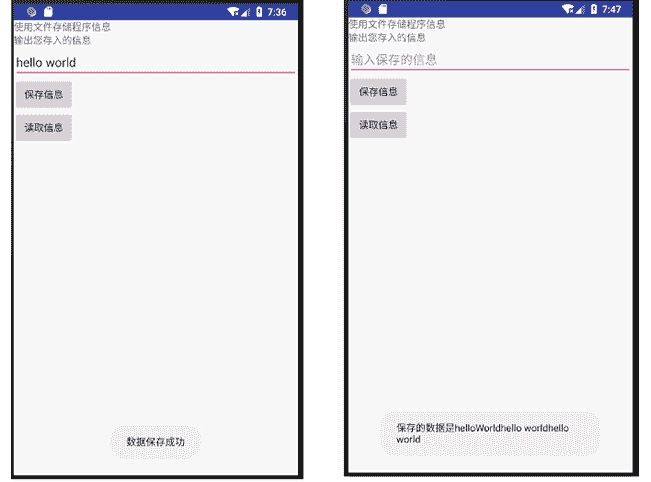 7:36
使用文件存储程序信息
输出您存入的信息
hello world
保存信息
读取信息
数据保存成功
7:47
使用文件存储程序信息
输出您存入的信息
输入保存的信息
保存信息
读取信息
保存的数据是helloWorldhello worldhello
world